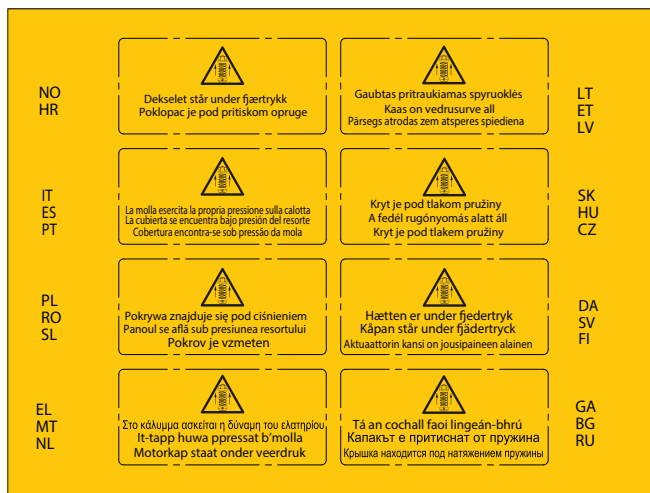 NO
HR
Dekselet står under fjærtrykk
Poklopac je pod pritiskom opruge
Gaubtas pritraukiamas spyruoklės
Kaas on vedrusurve all
Pārsegs atrodas zem atsperes spiediena
LT
ET
LV
IT
ES
PT
La molla esercita la propria pressione sulla calotta
La cubierta se encuentra bajo presión del resorte
Cobertura encontra-se sob pressão da mola
Kryt je pod tlakom pružiny
A fedél rugónyomás alatt áll
Kryt je pod tlakem pružiny
SK
HU
CZ
PL
RO
SL
Pokrywa znajduje się pod ciśnieniem
Panoul se află sub presiunea resortului
Pokrov je vzmeten
Hætten er under fjedertryk
Kåpan står under fjädertryck
Aktuaattorin kansi on jousipaineen alainen
DA
SV
FI
EL
MT
NL
Στο κάλυμμα ασκείται η δύναμη του ελατηρίου
It-tapp huwa ppressat b'molla
Motorkap staat onder veerdruk
Tá an cochall faoi lingeán-bhrú
Капакът е притиснат от пружина
Крышка находится под натяжением пружины
GA
BG
RU